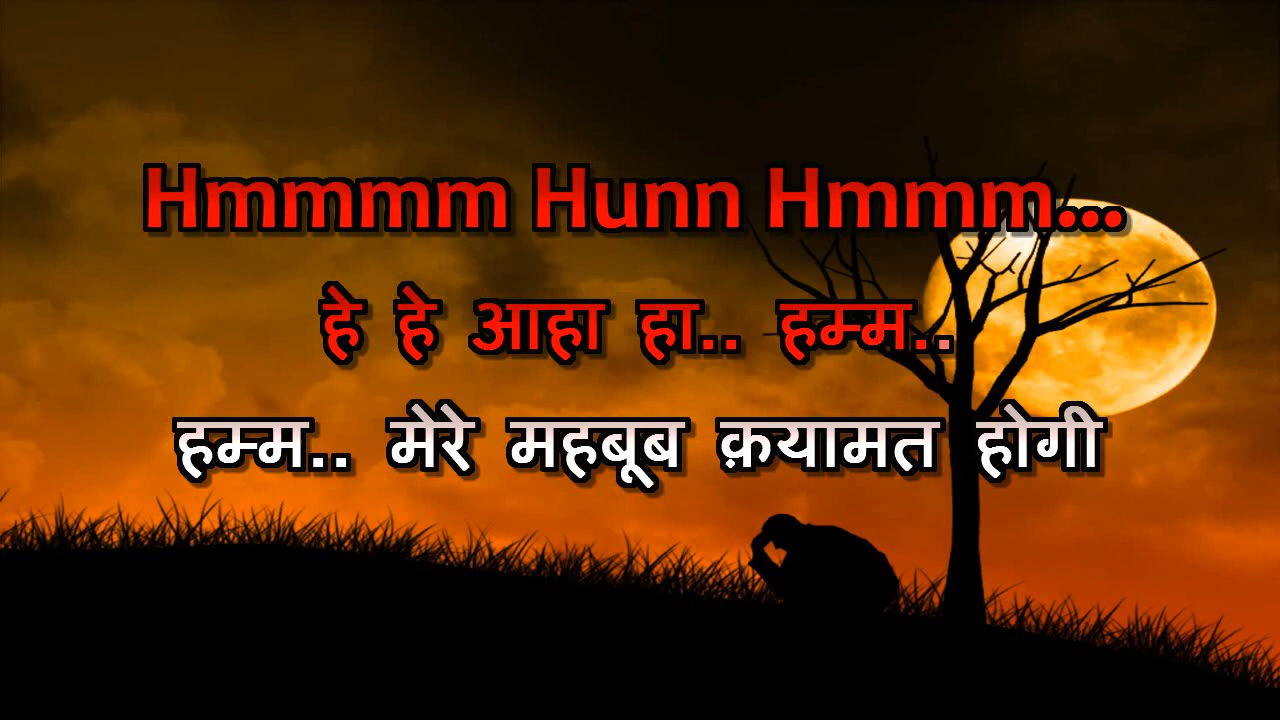 Hmmmm Hunn Hmmm...
हे हे आहा हा.. हम्म..
हम्म.. मेरे महबूब क़यामत होगी